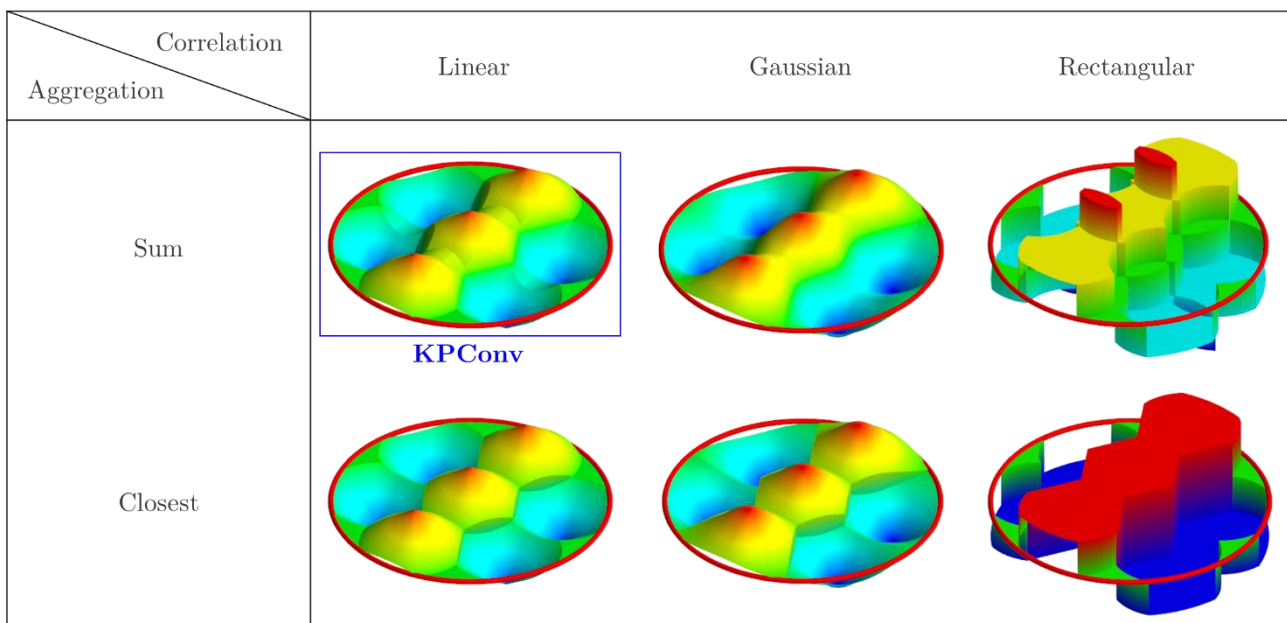 Correlation
Aggregation
Linear
Gaussian
Rectangular
Sum
KPConv
Closest